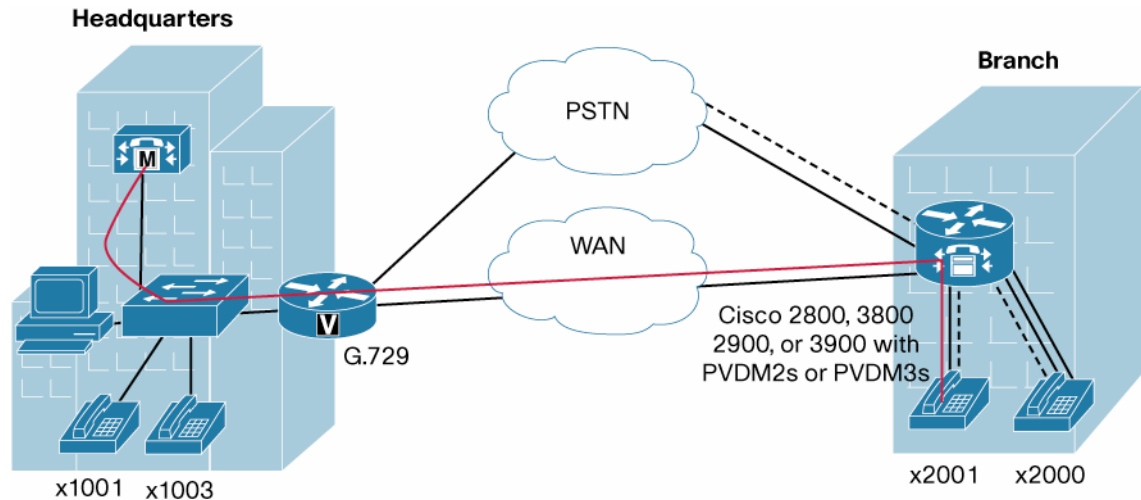 Headquarters
Branch
PSTN
M
WAN
V
G.729
Cisco 2800, 3800
2900, or 3900 with
PVDM2s or PVDM3s
x1001
x1003
x2001
x2000